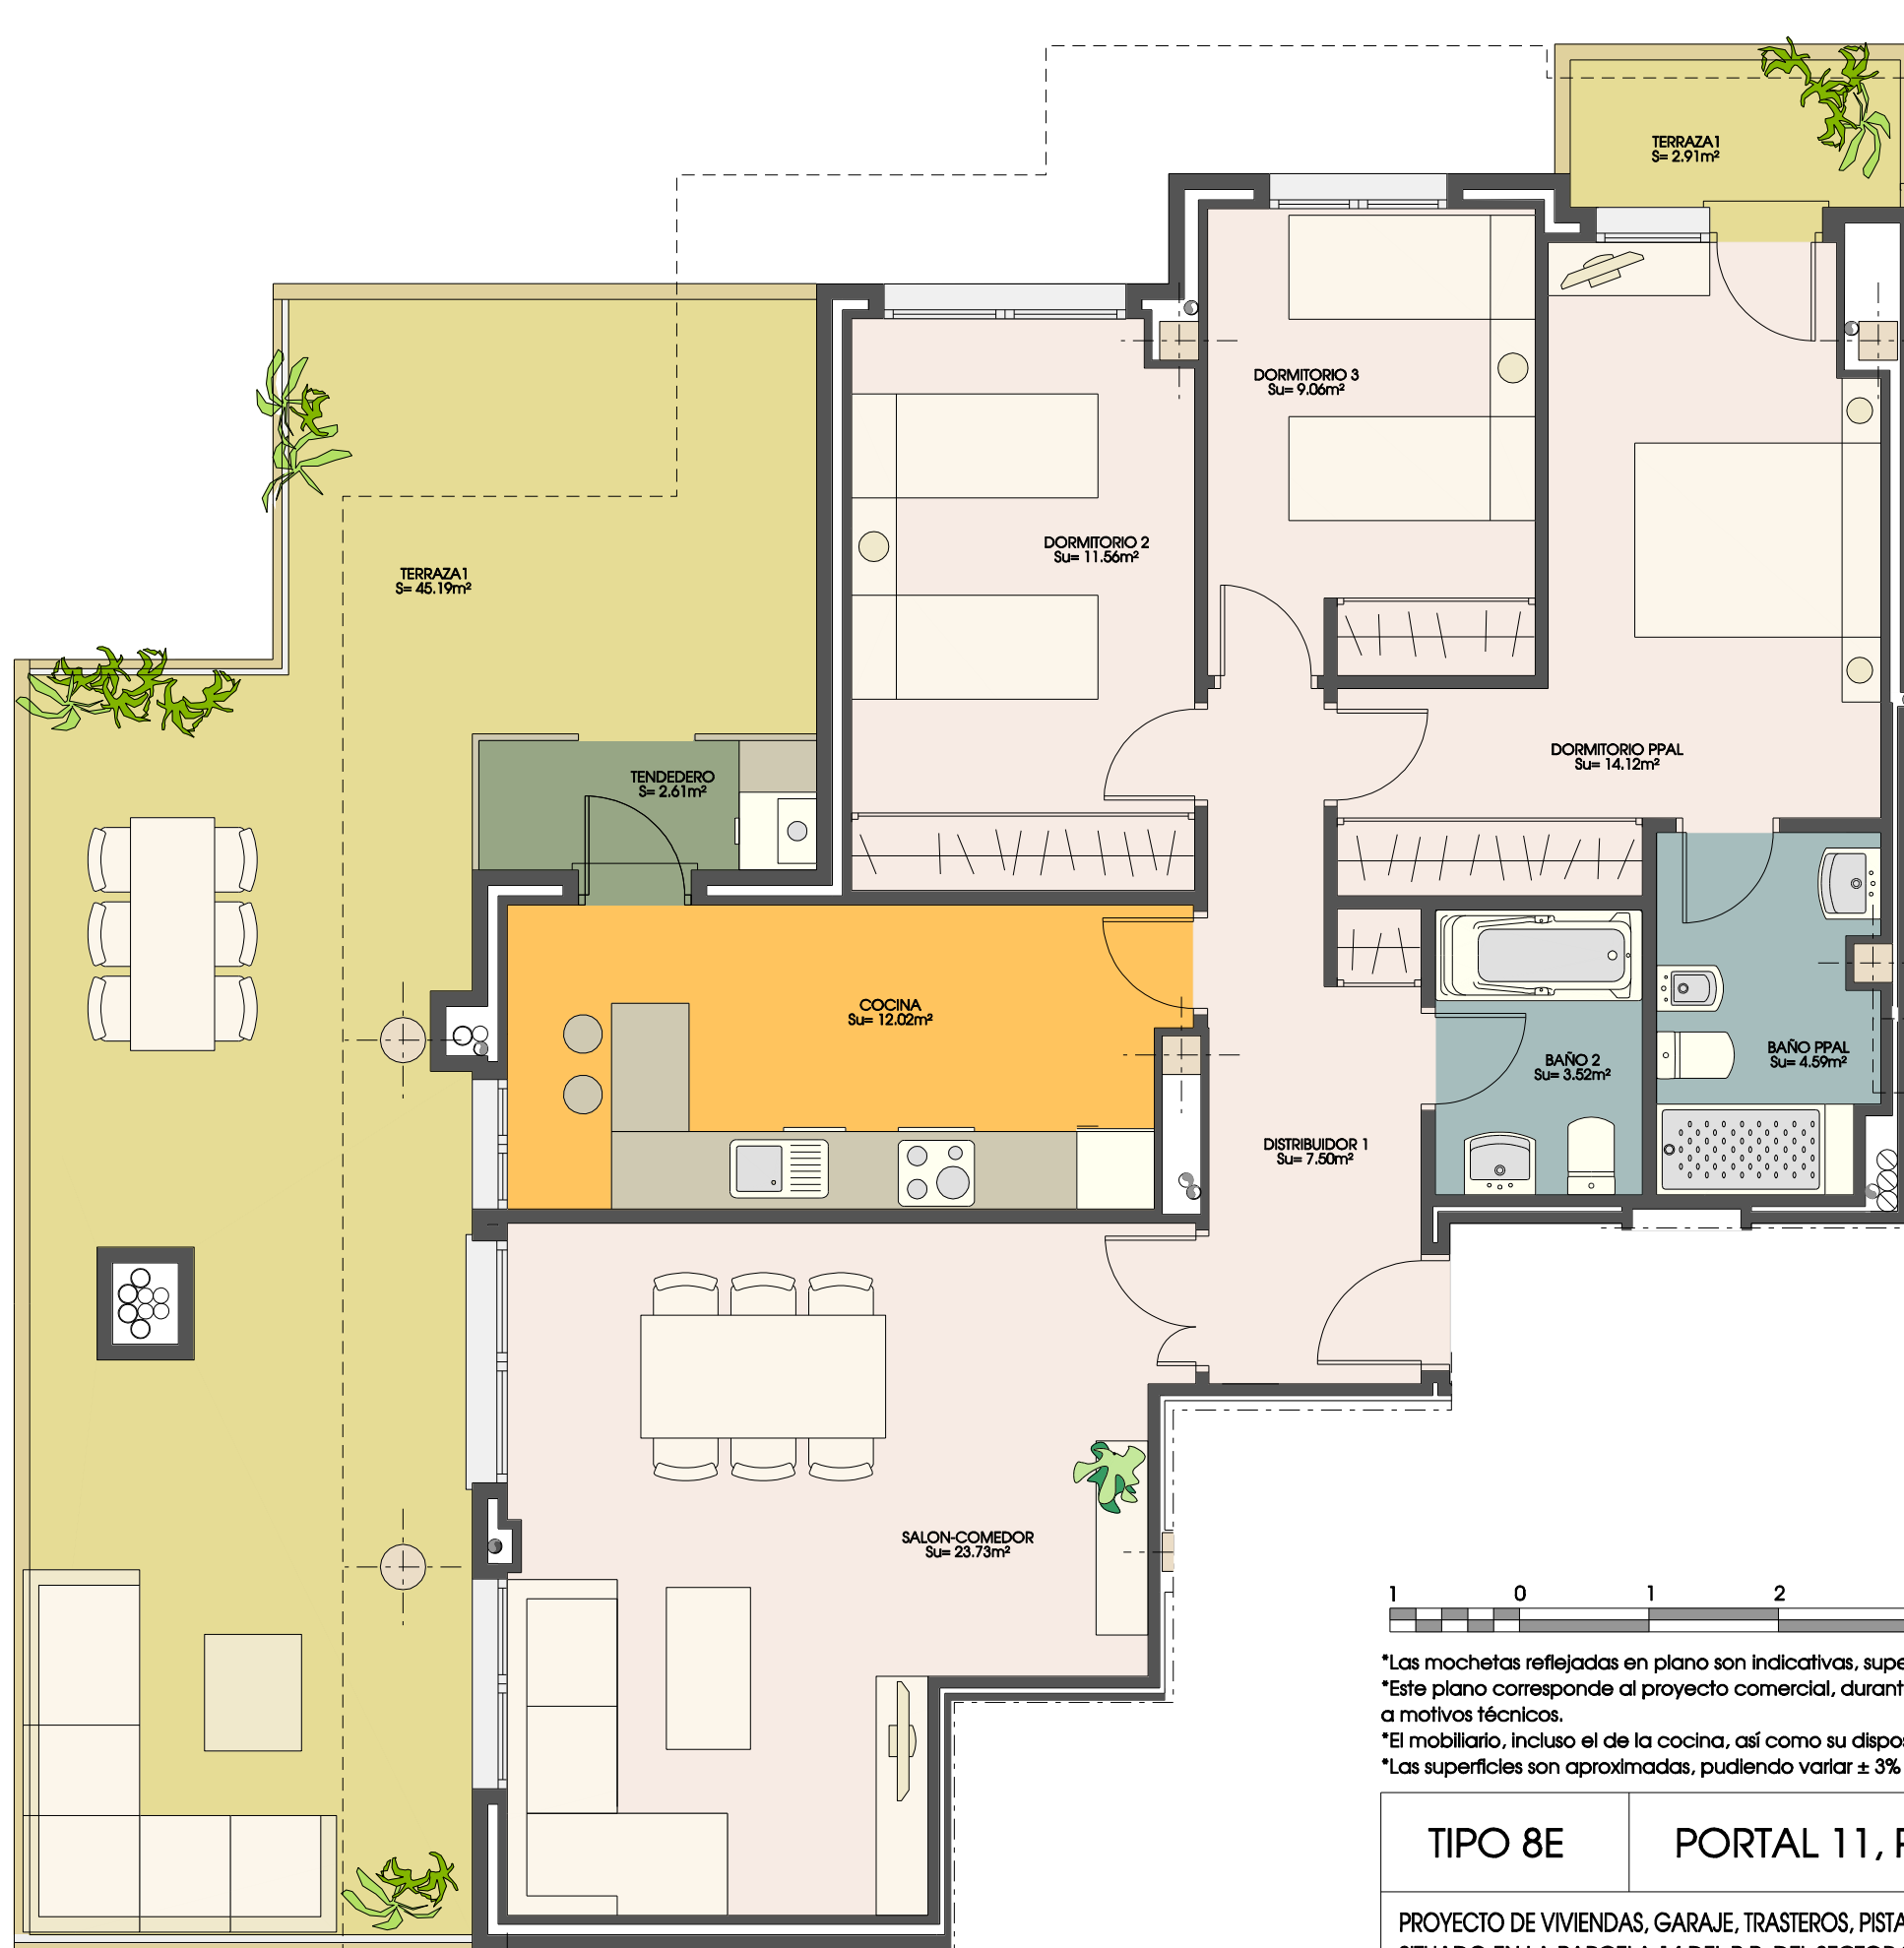 TERRAZA1
S= 2.91m²
DORMITORIO 3
Su= 9.06m²
DORMITORIO 2
Su= 11.56m²
TERRAZA1
S= 45.19m²
DORMITORIO PPAL
Su= 14.12m²
TENDEDERO
S= 2.61m²
COCINA
Su= 12.02m²
BAÑO 2
Su= 3.52m²
BAÑO PPAL
Su= 4.59m²
DISTRIBUIDOR 1
Su= 7.50m²
SALON-COMEDOR
Su= 23.73m²
1 0 1 2
*Las mochetas reflejadas en plano son indicativas, supe
*Este plano corresponde al proyecto comercial, durant
a motivos técnicos.
*El mobiliario, incluso el de la cocina, así como su dispos
*Las superficies son aproximadas, pudiendo variar ± 3%
TIPO 8E
PORTAL 11, P
PROYECTO DE VIVIENDAS, GARAJE, TRASTEROS, PISTA